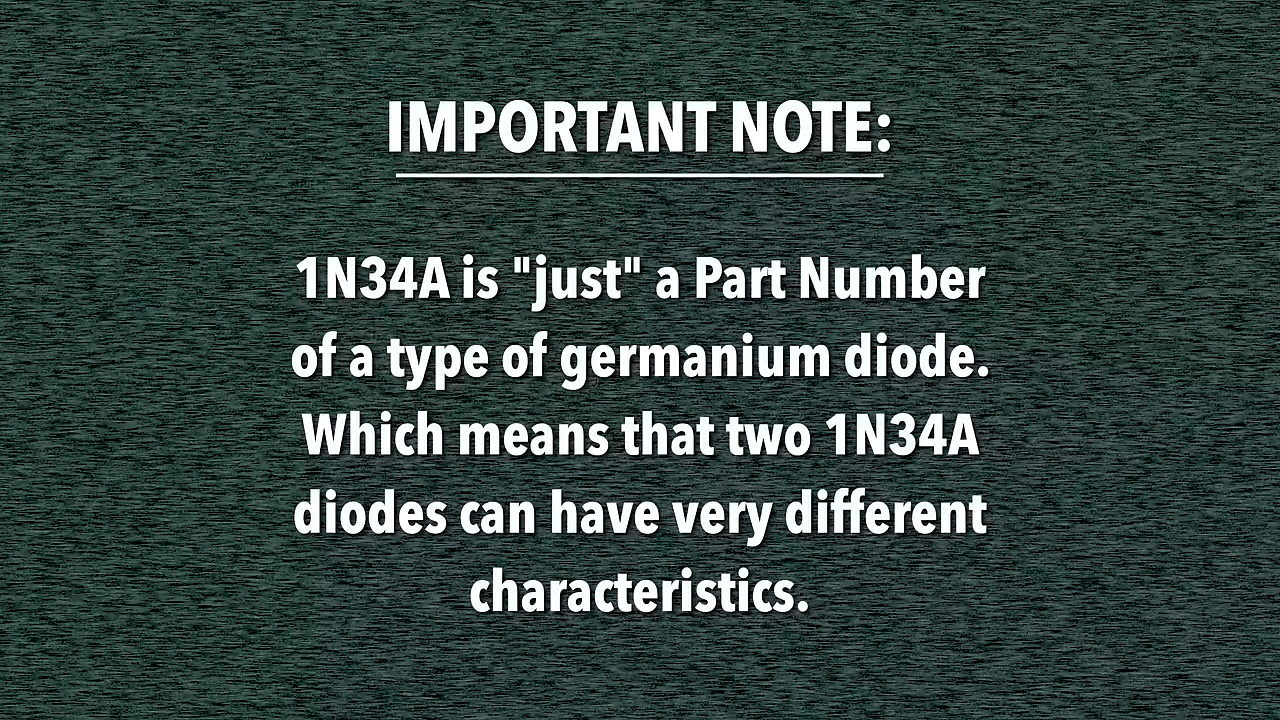 IMPORTANT NOTE:
1N34A is "just" a Part Number
of a type of germanium diode.
Which means that two 1N34A
diodes can have very different
characteristics.